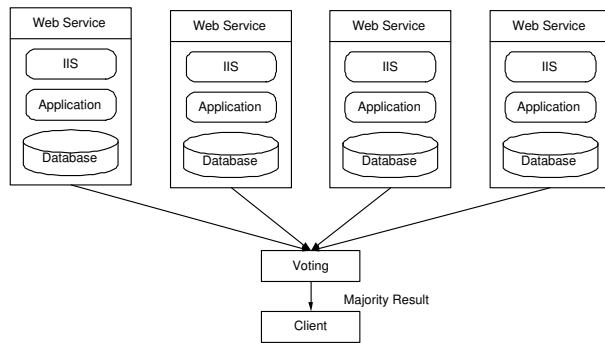 Web Service
IIS
Application
Database
Web Service
IIS
Application
Database
Web Service
IIS
Application
Database
Web Service
IIS
Application
Database
Voting
Majority Result
Client